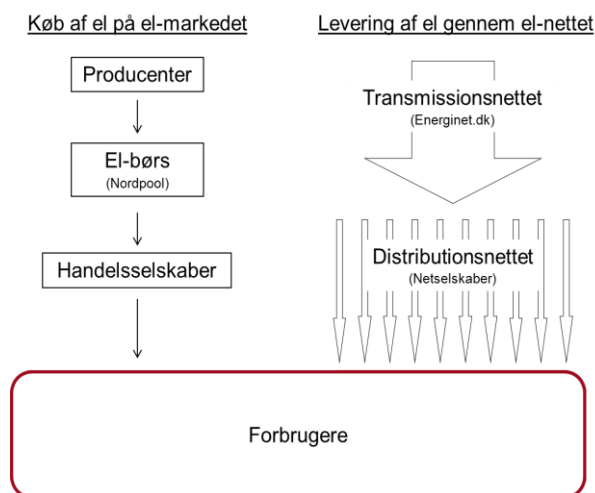 Køb af el på el-markedet
Producenter
El-børs
(Nordpool)
Handelsselskaber
Levering af el gennem el-nettet
Transmissionsnettet
(Energinet.dk)
Distributionsnettet
(Netselskaber)
Forbrugere